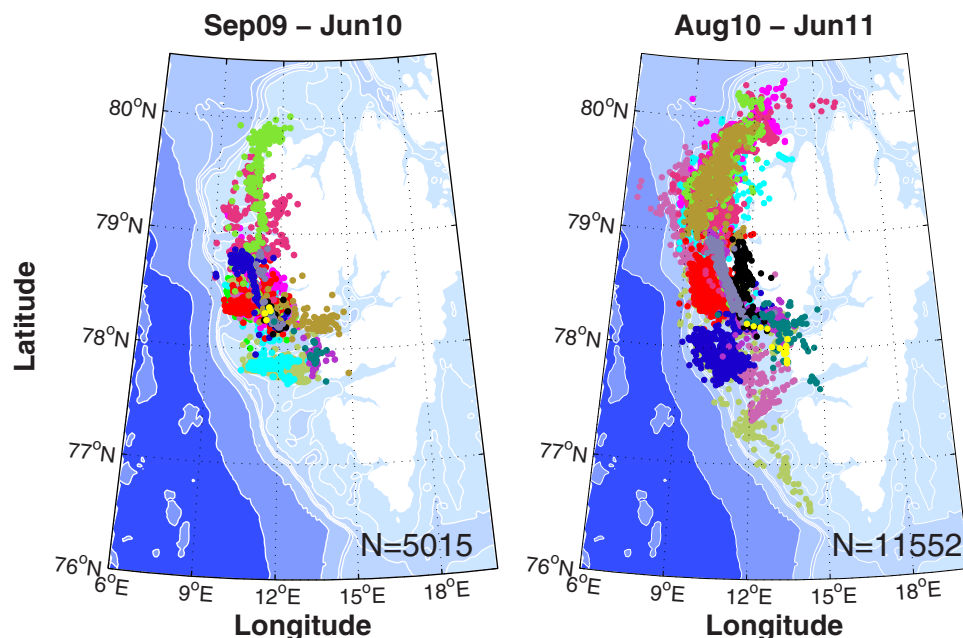 Sep09 – Jun10
Aug10 – Jun11
80°N
79°N
78°N
77°N
76°N
6°E
9°E
12°E
15°E
18°E
80°N
79°N
78°N
77°N
76°N
6°E
9°E
12°E
15°E
18°E
N=5015
N=11552
Latitude
Longitude
Longitude